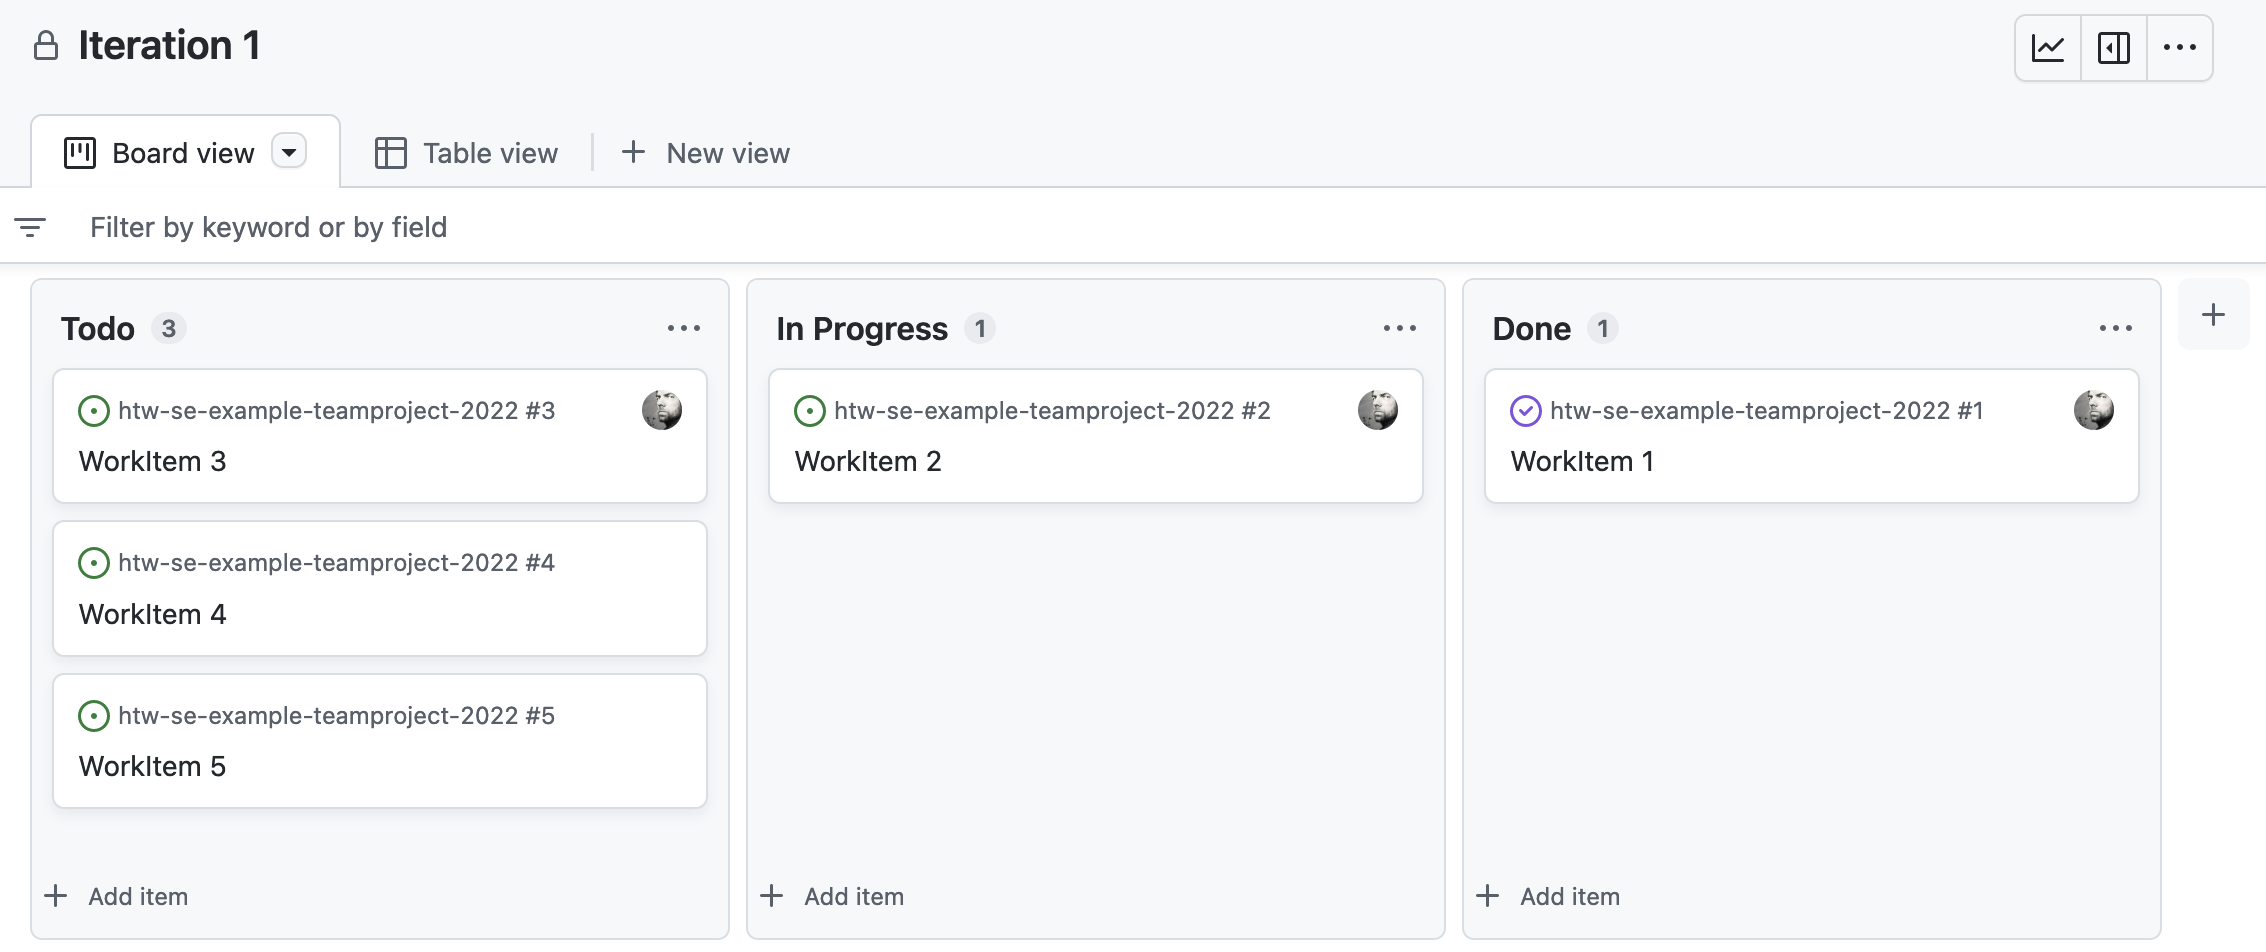 Iteration 1
Board view
Table view
New view
Filter by keyword or by field
Todo 3
htw-se-example-teamproject-2022 #3
WorkItem 3
htw-se-example-teamproject-2022 #4
WorkItem 4
htw-se-example-teamproject-2022 #5
WorkItem 5
Add item
In Progress 1
htw-se-example-teamproject-2022 #2
WorkItem 2
Add item
Done 1
htw-se-example-teamproject-2022 #1
WorkItem 1
Add item